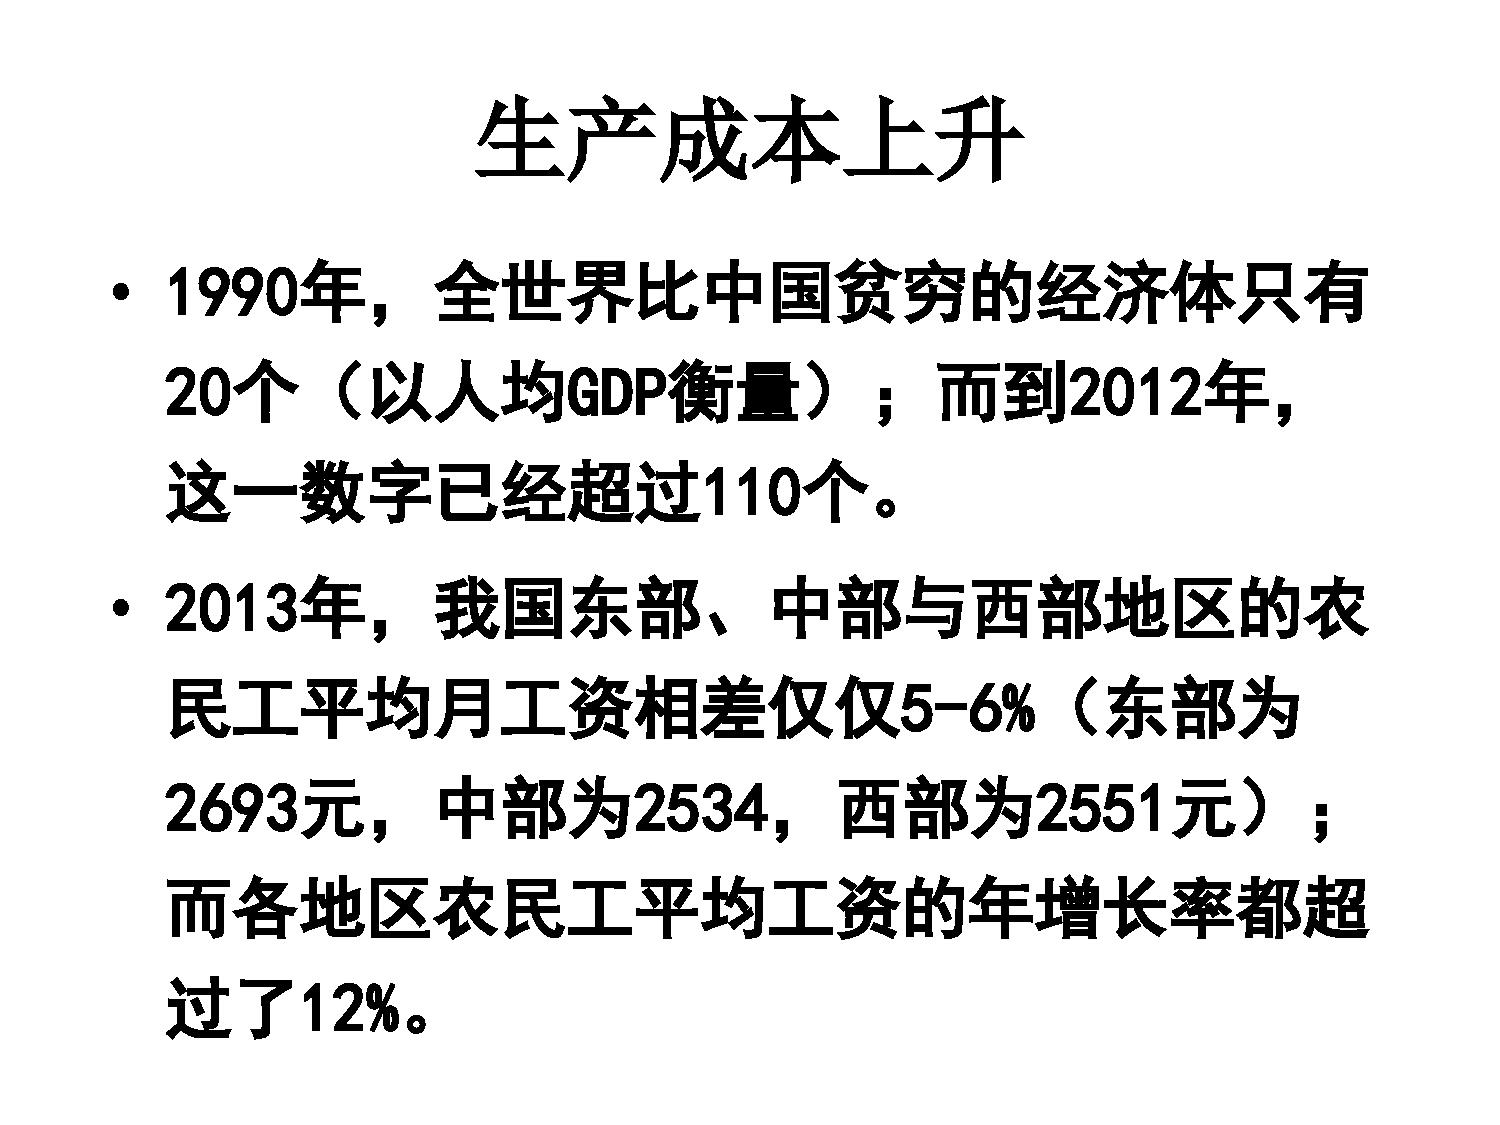 生产成本上升
• 1990年，全世界比中国贫穷的经济体只有
20个（以人均GDP衡量）；而到2012年，
这一数字已经超过110个。
• 2013年，我国东部、中部与西部地区的农
民工平均月工资相差仅仅5-6%（东部为
2693元，中部为2534，西部为2551元）；
而各地区农民工平均工资的年增长率都超
过了12%。